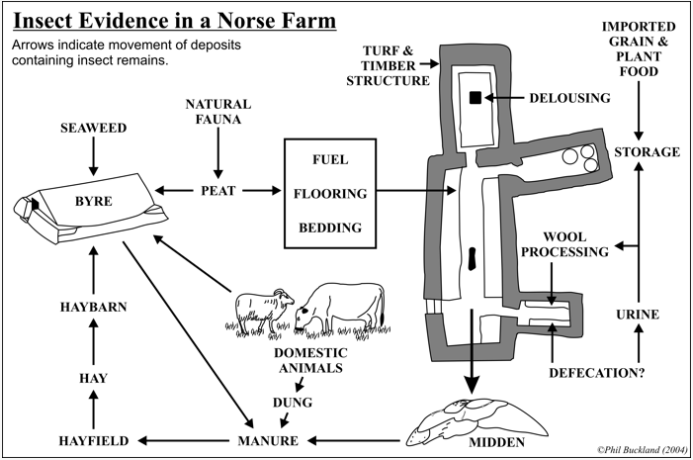 Insect Evidence in a Norse Farm
Arrows indicate movement of deposits
containing insect remains.
TURF &
TIMBER
STRUCTURE
IMPORTED
GRAIN &
PLANT
FOOD
DELOUSING
NATURAL
FAUNA
SEAWEED
STORAGE
FUEL
FLOORING
BEDDING
PEAT
BYRE
WOOL
PROCESSING
HAYBARN
URINE
DOMESTIC
ANIMALS
HAY
DEFECATION?
DUNG
HAYFIELD
MANURE
MIDDEN
©Phil Buckland (2004)